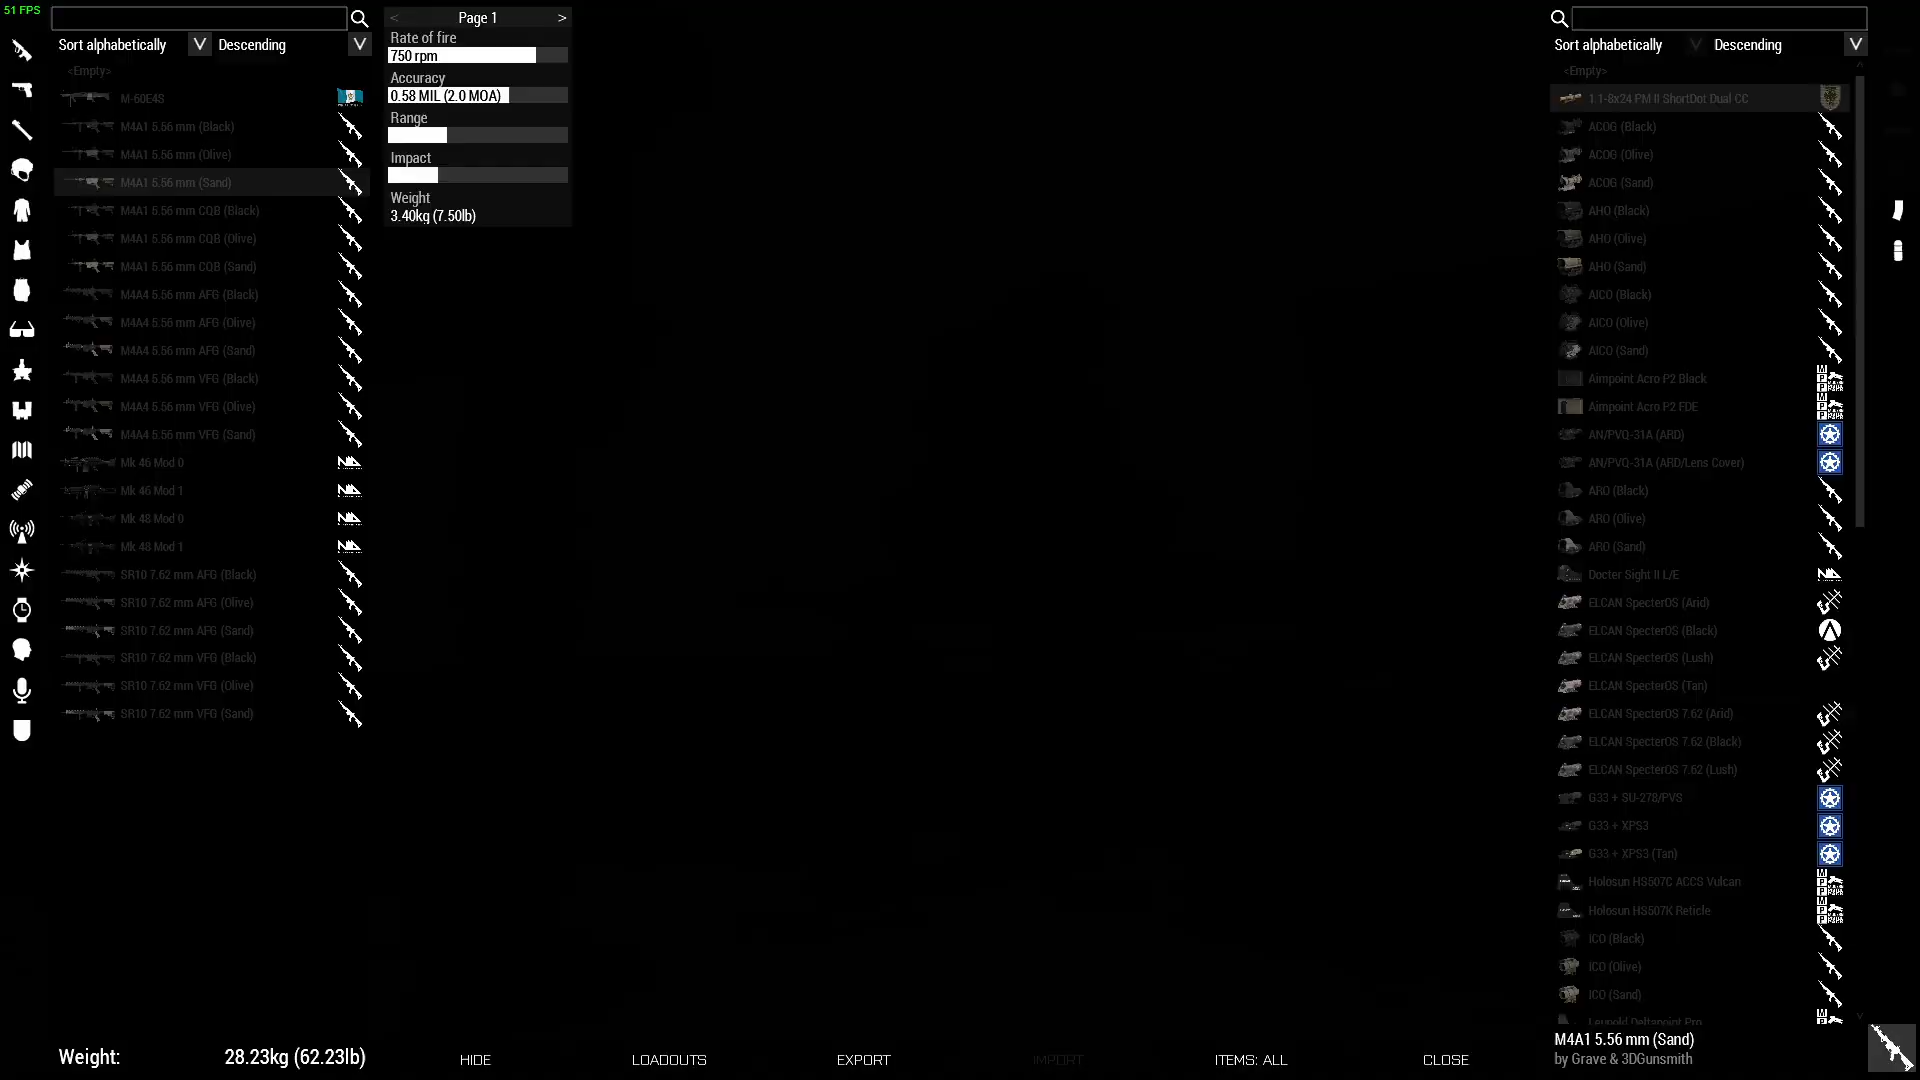 51 FPS
Sort alphabetically V Descending V
<Empty>
M-60E4S
M4A1 5.56 mm (Black)
M4A1 5.56 mm (Olive)
M4A1 5.56 mm (Sand)
M4A1 5.56 mm CQB (Black)
M4A1 5.56 mm CQB (Olive)
M4A1 5.56 mm CQB (Sand)
M4A4 5.56 mm AFG (Black)
M4A4 5.56 mm AFG (Olive)
M4A4 5.56 mm AFG (Sand)
M4A4 5.56 mm VFG (Black)
M4A4 5.56 mm VFG (Olive)
M4A4 5.56 mm VFG (Sand)
Mk 46 Mod 0
Mk 46 Mod 1
Mk 48 Mod 0
Mk 48 Mod 1
SR10 7.62 mm AFG (Black)
SR10 7.62 mm AFG (Olive)
SR10 7.62 mm AFG (Sand)
SR10 7.62 mm VFG (Black)
SR10 7.62 mm VFG (Olive)
SR10 7.62 mm VFG (Sand)
Weight: 28.23kg (62.23lb)
< Page 1 >
Rate of fire
750 rpm
Accuracy
0.58 MIL (2.0 MOA)
Range
Impact
Weight
3.40kg (7.50lb)
HIDE LOADOUTS EXPORT IMPORT ITEMS: ALL CLOSE
Sort alphabetically V Descending V
<Empty>
1.1-8x24 PM II ShortDot Dual CC
ACOG (Black)
ACOG (Olive)
ACOG (Sand)
AHO (Black)
AHO (Olive)
AHO (Sand)
AICO (Black)
AICO (Olive)
AICO (Sand)
Aimpoint Acro P2 Black
Aimpoint Acro P2 FDE
AN/PVQ-31A (ARD)
AN/PVQ-31A (ARD/Lens Cover)
ARO (Black)
ARO (Olive)
ARO (Sand)
Docter Sight II L/E
ELCAN SpecterOS (Arid)
ELCAN SpecterOS (Black)
ELCAN SpecterOS (Lush)
ELCAN SpecterOS (Tan)
ELCAN SpecterOS 7.62 (Arid)
ELCAN SpecterOS 7.62 (Black)
ELCAN SpecterOS 7.62 (Lush)
G33 + SU-278/PVS
G33 + XPS3
G33 + XPS3 (Tan)
Holosun HS507C ACCS Vulcan
Holosun HS507K Reticle
ICO (Black)
ICO (Olive)
ICO (Sand)
Leupold Deltapoint Pro
M4A1 5.56 mm (Sand)
by Grave & 3DGunsmith